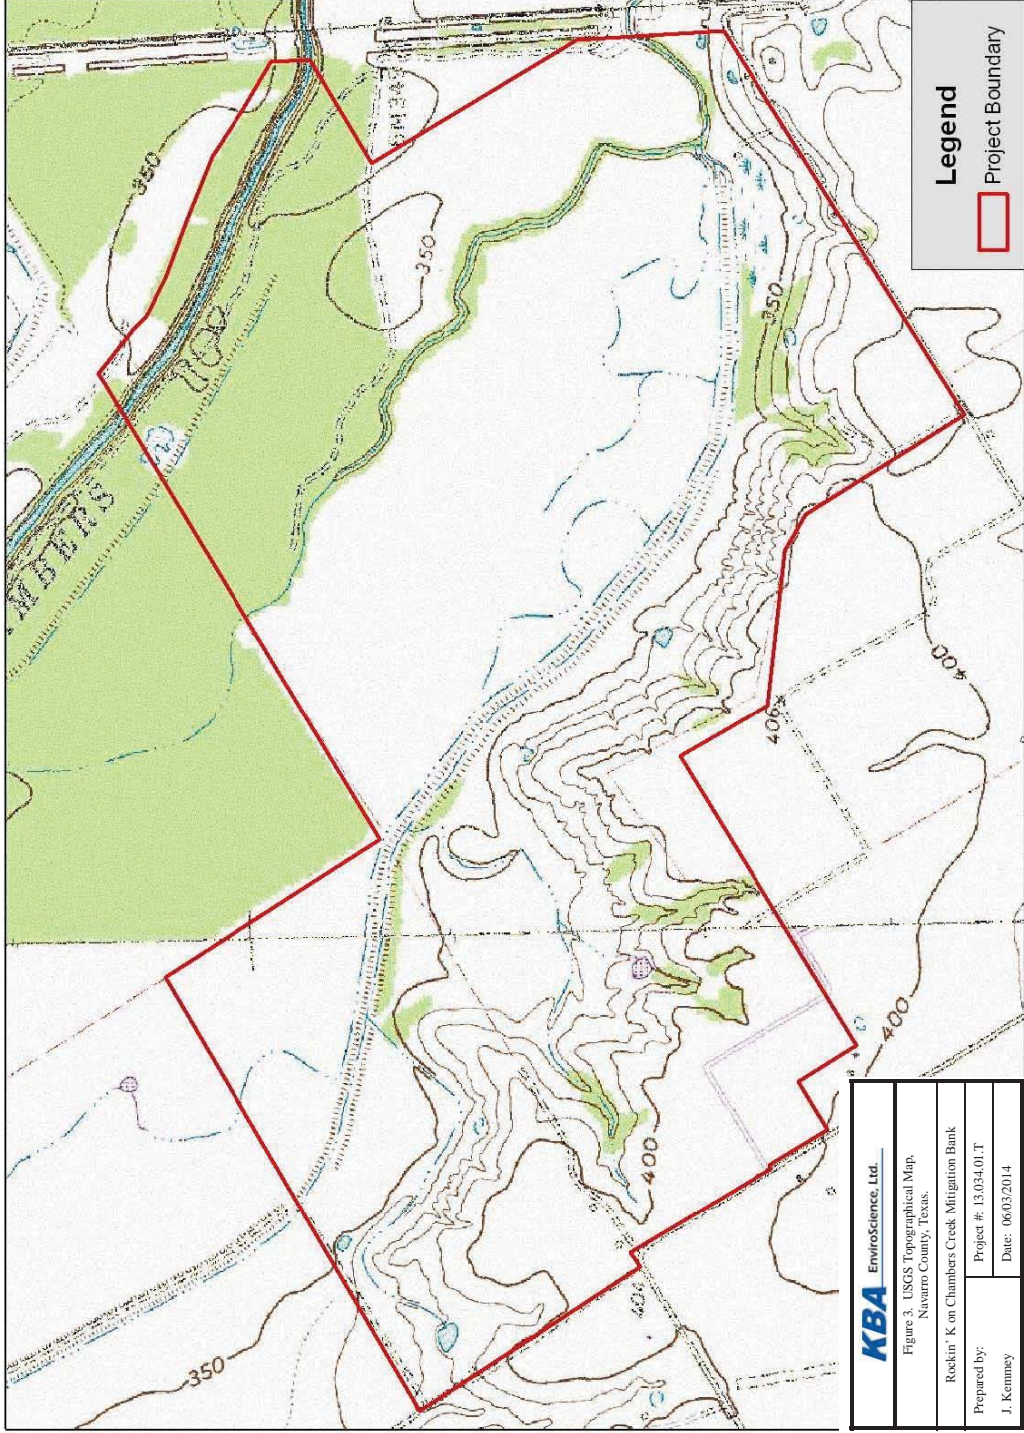 350
MBERS
350
350
406
400
400
400
350
Legend
Project Boundary
KBA EnviroScience, Ltd.
Figure 3. USGS Topographical Map,
Navarro County, Texas.
Rockin' K on Chambers Creek Mitigation Bank
Prepared by:
J. Kemmey
Project #: 13.034.01.T
Date: 06/03/2014